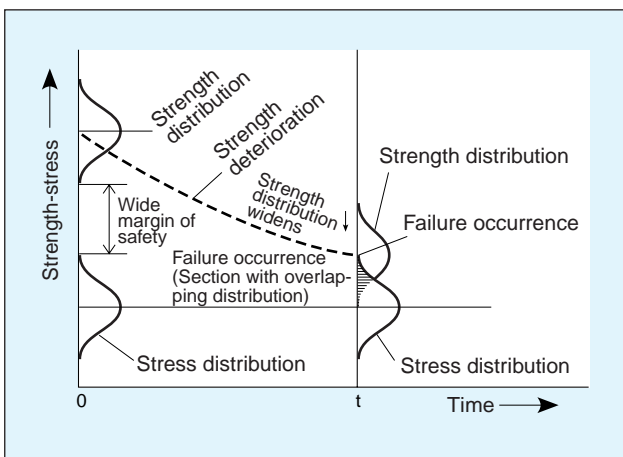 Strength-stress
Strength
distribution
Strength
deterioration
Strength
distribution
widens
Wide
margin of
safety
Strength distribution
Failure occurrence
Failure occurrence
(Section with overlap-
ping distribution)
Stress distribution
Stress distribution
0
t
Time